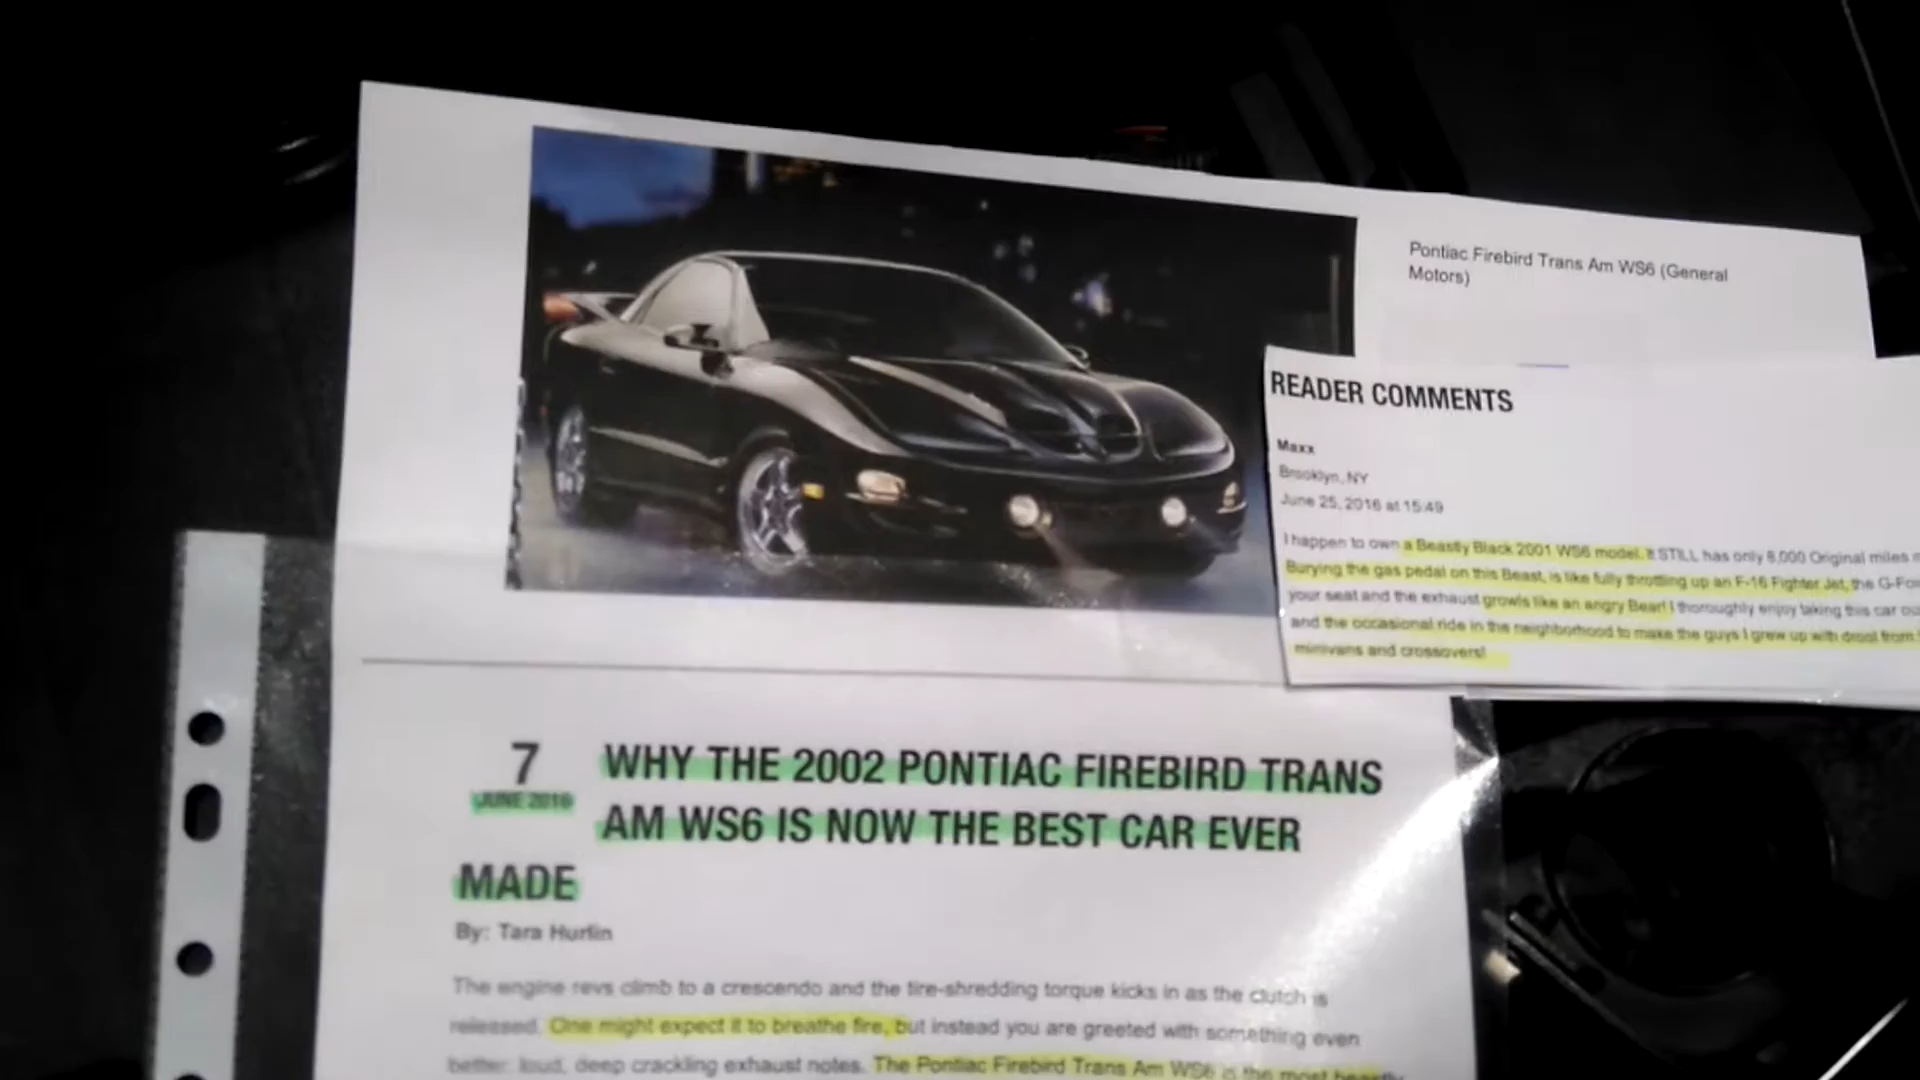 Pontiac Firebird Trans Am WS6 (General
Motors)
READER COMMENTS
Maxx
Brooklyn, NY
June 25, 2016 at 15:49
I happen to own a Beastly Black 2001 WS6 model. It STILL has only 8,000 Original miles
Burying the gas pedal on this Beast, is like fully throttling up an F-16 Fighter Jet, the
your seat and the exhaust growls like an angry Bear! I thoroughly enjoy taking this car
and the occasional ride in the neighborhood to make the guys I grew up with drool from
minivans and crossovers!
7
JUNE 2016
WHY THE 2002 PONTIAC FIREBIRD TRANS
AM WS6 IS NOW THE BEST CAR EVER
MADE
By: Tara Hurlin
The engine revs climb to a crescendo and the tire-shredding torque kicks in as the clutch is
released. One might expect it to breathe fire, but instead you are greeted with something even
better: loud, deep crackling exhaust notes. The Pontiac Firebird Trans Am WS6 is the most beastly